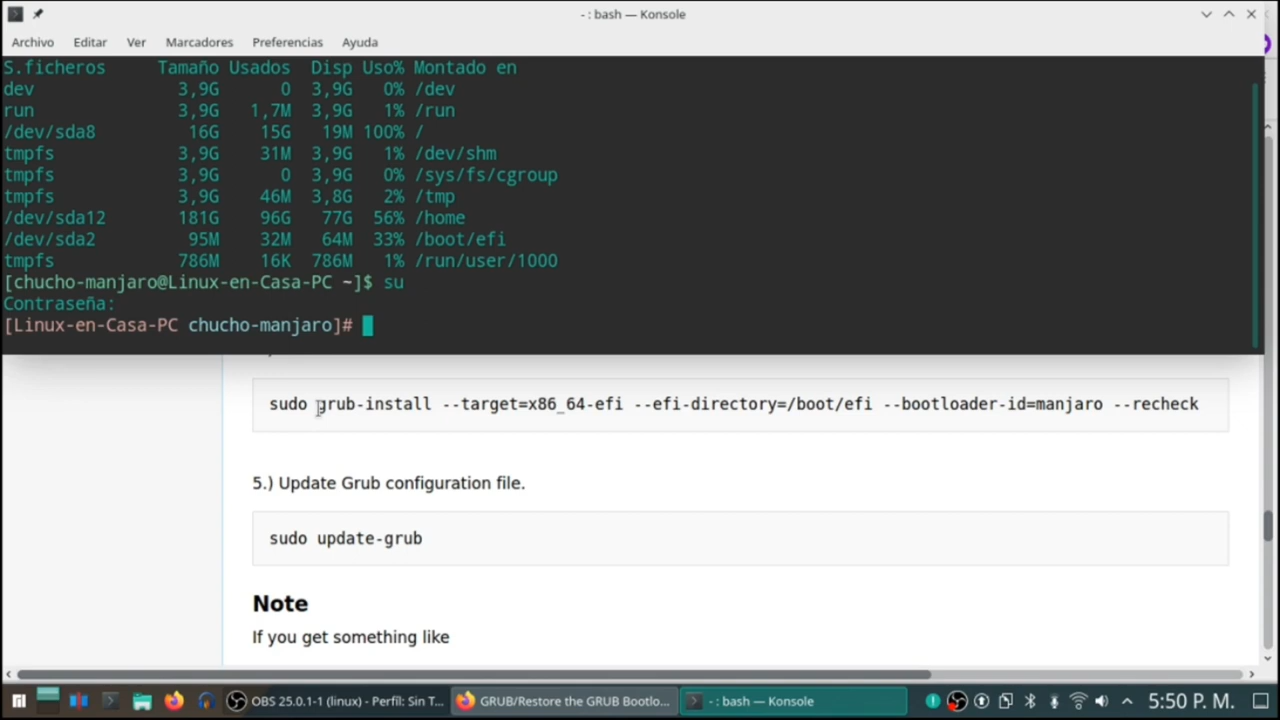 - : bash — Konsole
Archivo Editar Ver Marcadores Preferencias Ayuda
S.ficheros Tamaño Usados Disp Uso% Montado en
dev 3,9G 0 3,9G 0% /dev
run 3,9G 1,7M 3,9G 1% /run
/dev/sda8 16G 15G 19M 100% /
tmpfs 3,9G 31M 3,9G 1% /dev/shm
tmpfs 3,9G 0 3,9G 0% /sys/fs/cgroup
tmpfs 3,9G 46M 3,8G 2% /tmp
/dev/sda12 181G 96G 77G 56% /home
/dev/sda2 95M 32M 64M 33% /boot/efi
tmpfs 786M 16K 786M 1% /run/user/1000
[chucho-manjaro@Linux-en-Casa-PC ~]$ su
Contraseña:
[Linux-en-Casa-PC chucho-manjaro]#
sudo grub-install --target=x86_64-efi --efi-directory=/boot/efi --bootloader-id=manjaro --recheck
5.) Update Grub configuration file.
sudo update-grub
Note
If you get something like
OBS 25.0.1-1 (linux) - Perfil: Sin T... GRUB/Restore the GRUB Bootlo... - : bash — Konsole 5:50 P. M.